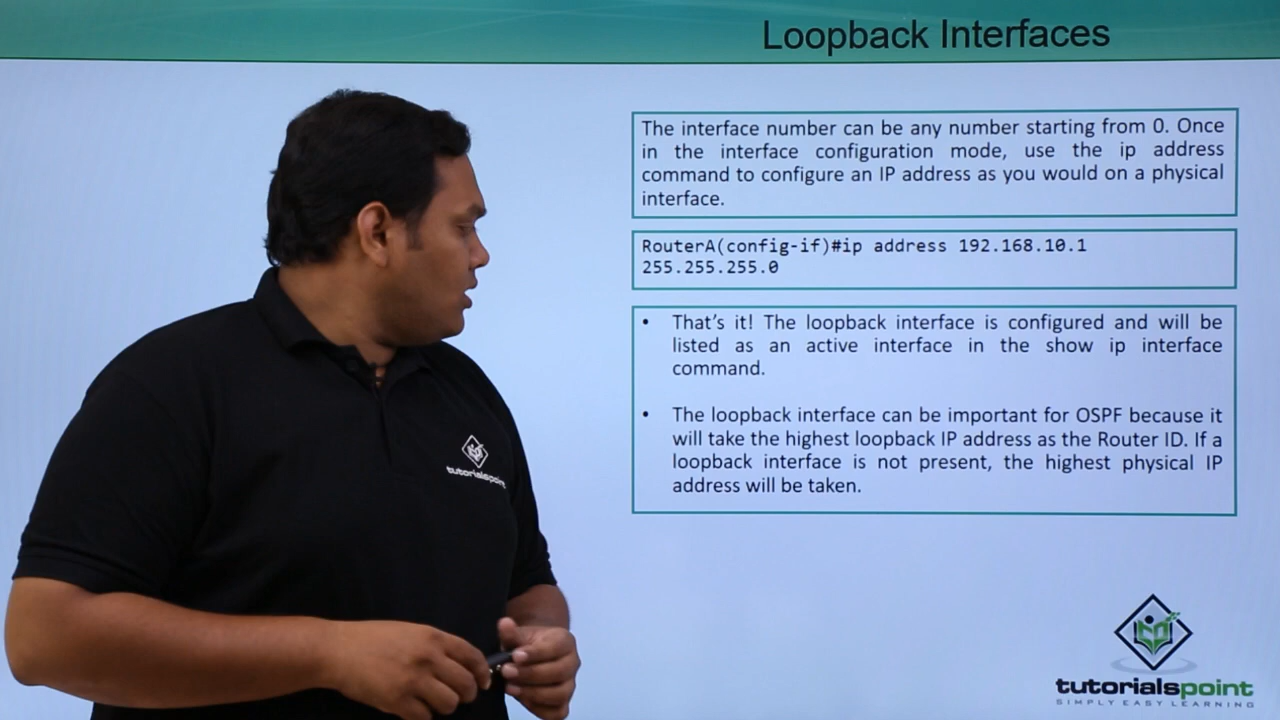 Loopback Interfaces
The interface number can be any number starting from 0. Once
in the interface configuration mode, use the ip address
command to configure an IP address as you would on a physical
interface.
RouterA(config-if)#ip address 192.168.10.1
255.255.255.0
• That’s it! The loopback interface is configured and will be
listed as an active interface in the show ip interface
command.
• The loopback interface can be important for OSPF because it
will take the highest loopback IP address as the Router ID. If a
loopback interface is not present, the highest physical IP
address will be taken.
tutorialspoint
tutorialspoint
SIMPLY EASY LEARNING